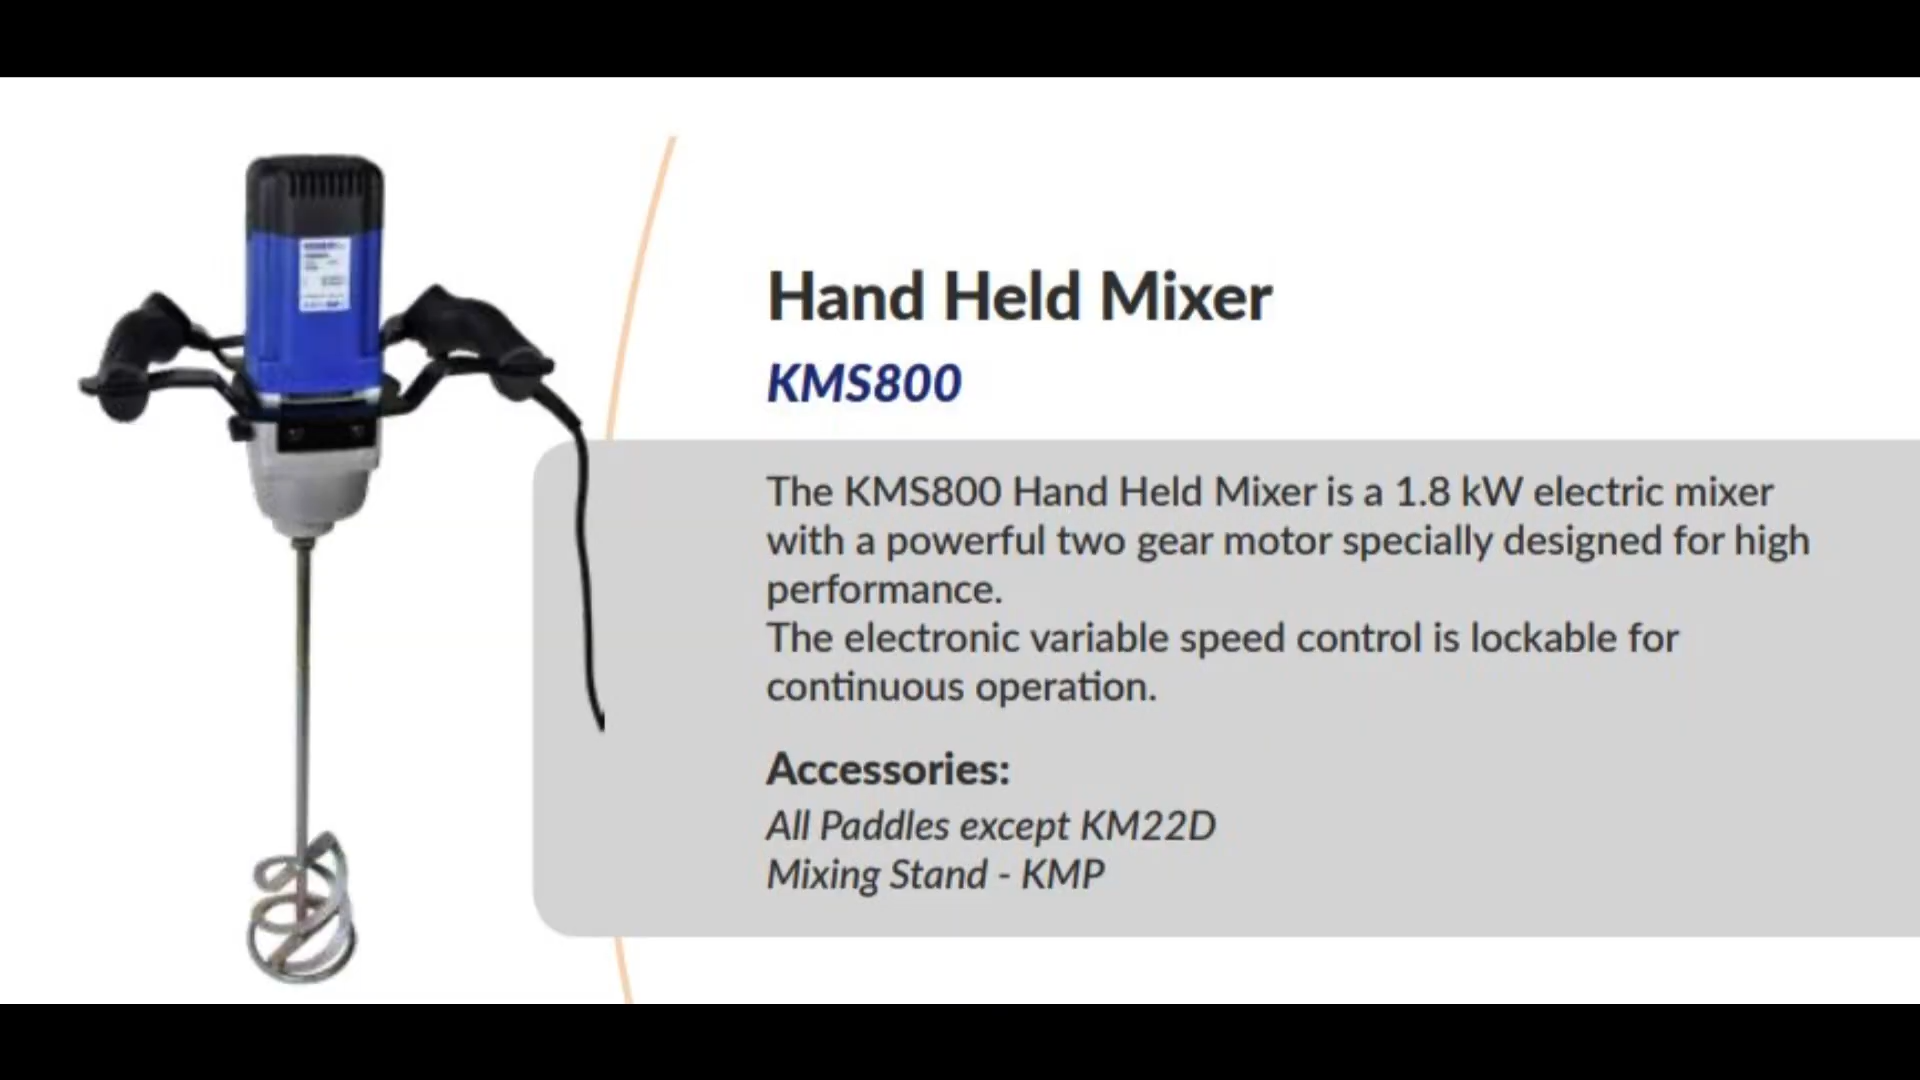 Hand Held Mixer
KMS800
The KMS800 Hand Held Mixer is a 1.8 kW electric mixer
with a powerful two gear motor specially designed for high
performance.
The electronic variable speed control is lockable for
continuous operation.
Accessories:
All Paddles except KM22D
Mixing Stand - KMP